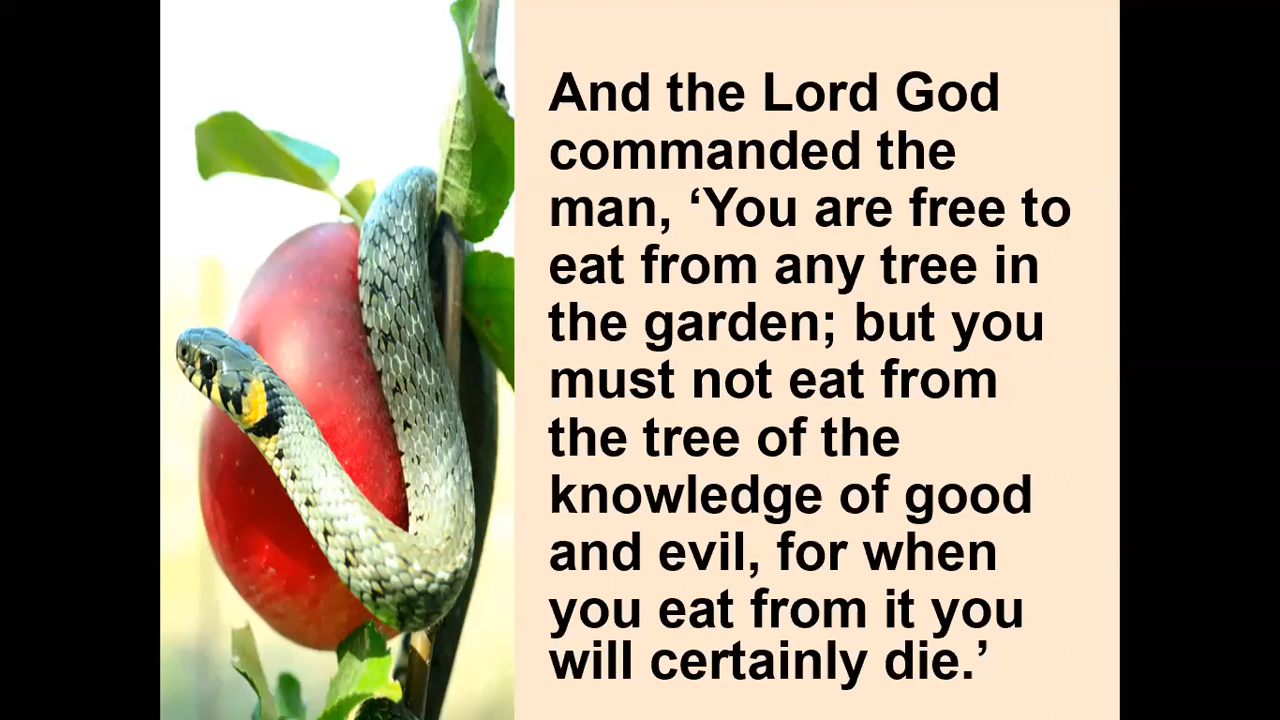 And the Lord God
commanded the
man, ‘You are free to
eat from any tree in
the garden; but you
must not eat from
the tree of the
knowledge of good
and evil, for when
you eat from it you
will certainly die.’